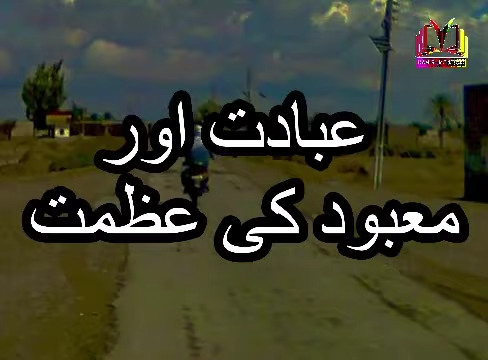 عبادت اور
معبود کی عظمت